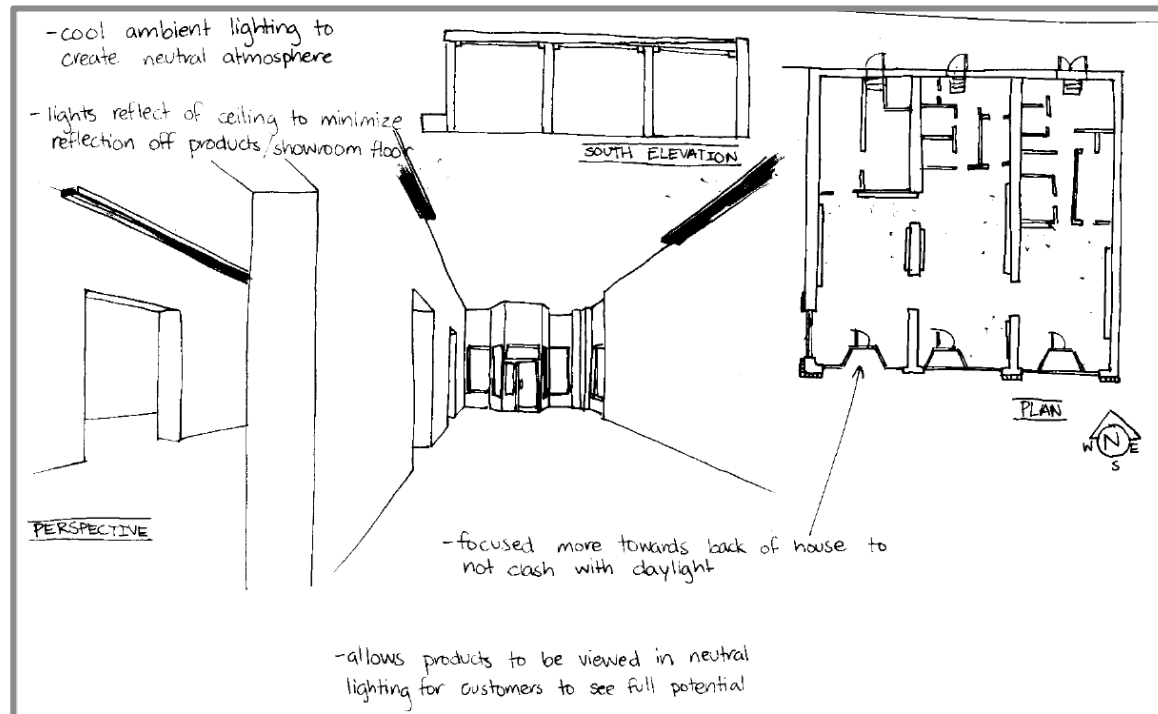 -cool ambient lighting to
create neutral atmosphere
-lights reflect of ceiling to minimize
reflection off products/showroom floor
SOUTH ELEVATION
PLAN
N
W E
S
PERSPECTIVE
-focused more towards back of house to
not clash with daylight
-allows products to be viewed in neutral
lighting for customers to see full potential